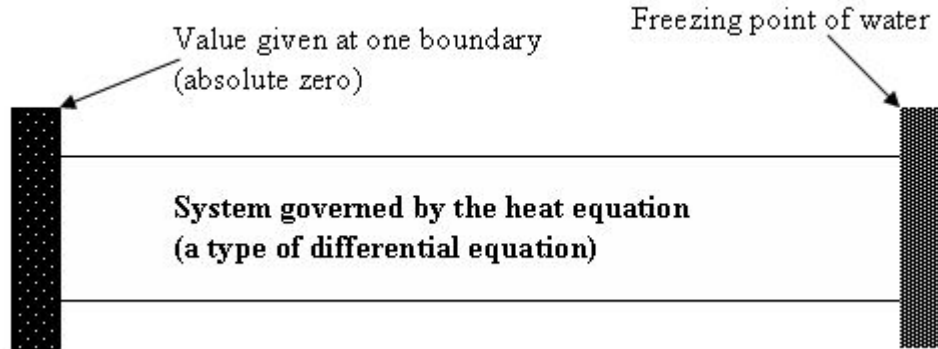 Value given at one boundary
(absolute zero)
Freezing point of water
System governed by the heat equation
(a type of differential equation)